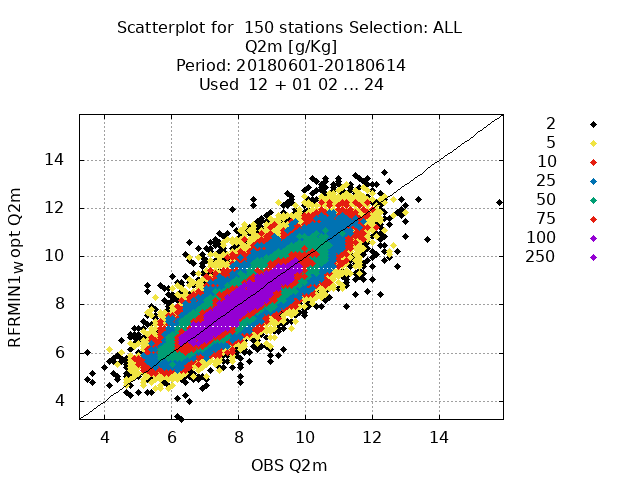 Scatterplot for  150 stations Selection: ALL
Q2m [g/Kg]
Period: 20180601-20180614
Used  12 + 01 02 ... 24
2
5
10
25
50
75
100
250
14
12
10
8
6
4
RFRMIN1w opt Q2m
4 6 8 10 12 14
OBS Q2m